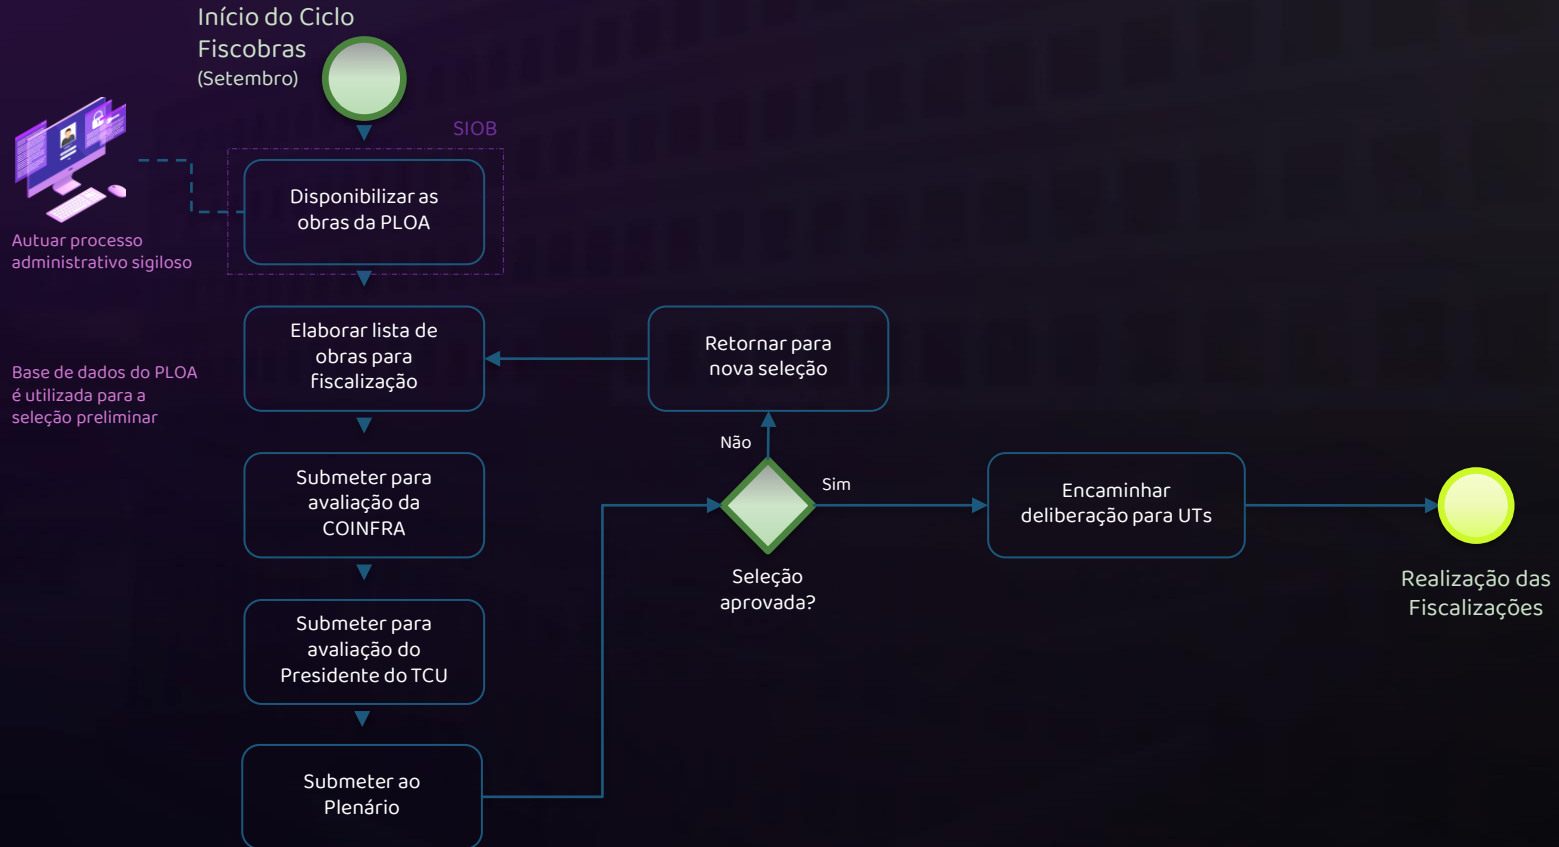 Início do Ciclo
Fiscobras
(Setembro)
SIOB
Disponibilizar as
obras da PLOA
Autuar processo
administrativo sigiloso
Elaborar lista de
obras para
fiscalização
Retornar para
nova seleção
Base de dados do PLOA
é utilizada para a
seleção preliminar
Não
Submeter para
avaliação da
COINFRA
Sim
Encaminhar
deliberação para UTs
Seleção
aprovada?
Realização das
Fiscalizações
Submeter para
avaliação do
Presidente do TCU
Submeter ao
Plenário